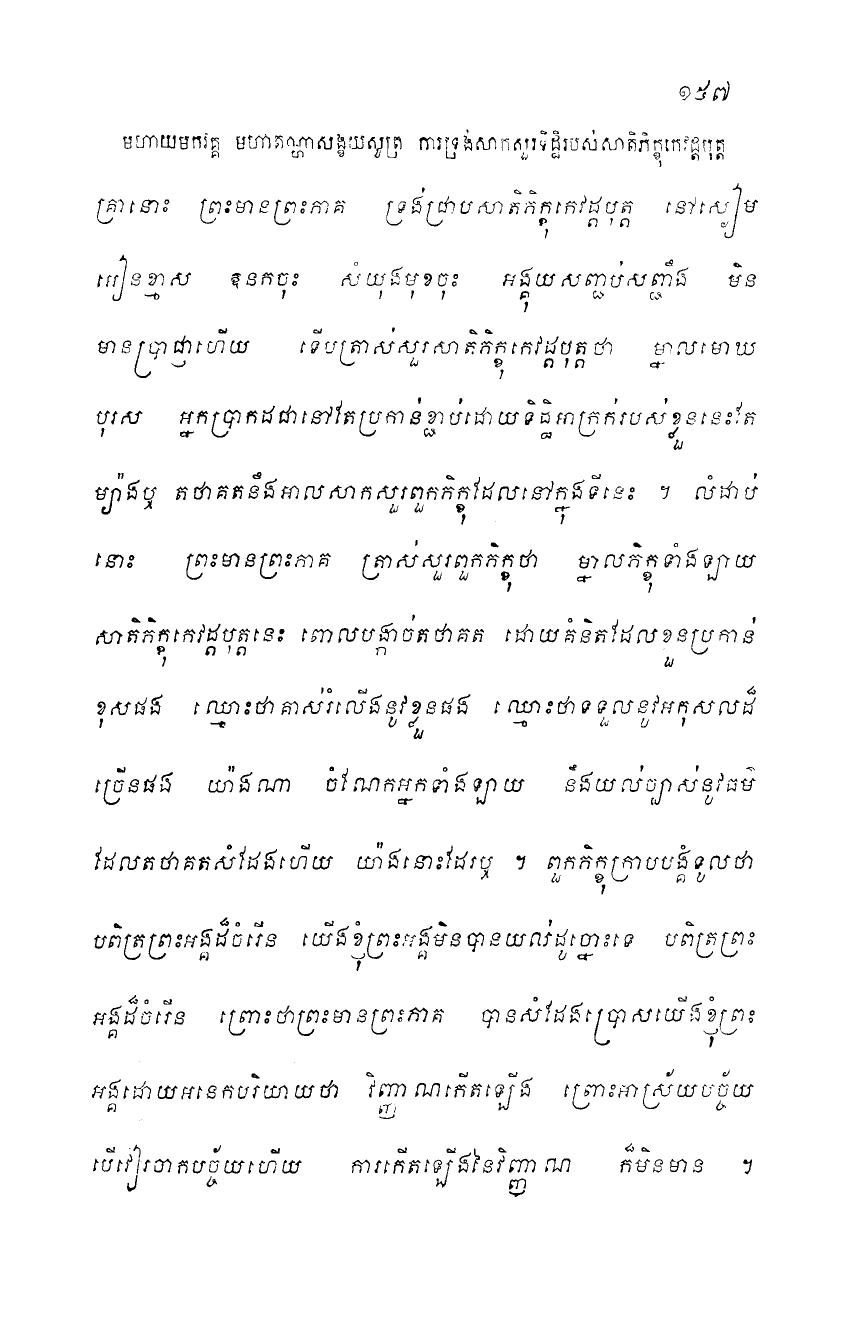 ១៥៧
មហាយមកវគ្គ មហាតណ្ហាសង្ខយសូត្រ ការទ្រង់សាកសួរទិដ្ឋិរបស់សាតិភិក្ខុកេវដ្ដបុត្ត
គ្រានោះ ព្រះមានព្រះភាគ ទ្រង់ជ្រាបសាតិភិក្ខុកេវដ្ដបុត្ត នៅស្ងៀម
អៀនខ្មាស ឱនកចុះ សំយុងមុខចុះ អង្គុយសញ្ជប់សញ្ជឹង មិន
មានប្រាជ្ញាហើយ ទើបត្រាស់សួរសាតិភិក្ខុកេវដ្ដបុត្តថា ម្នាលមោឃ
បុរស អ្នកប្រាកដជានៅតែប្រកាន់ខ្ជាប់ដោយទិដ្ឋិអាក្រក់របស់ខ្លួននេះតែ
ម្យ៉ាងឬ តថាគតនឹងអាលសាកសួរពួកភិក្ខុដែលនៅក្នុងទីនេះ ។ លំដាប់
នោះ ព្រះមានព្រះភាគ ត្រាស់សួរពួកភិក្ខុថា ម្នាលភិក្ខុទាំងឡាយ
សាតិភិក្ខុកេវដ្ដបុត្តនេះ ពោលបង្កាច់តថាគត ដោយគំនិតដែលខ្លួនប្រកាន់
ខុសផង ឈ្មោះថាគាស់រំលើងនូវខ្លួនផង ឈ្មោះថាទទួលនូវអកុសលដ៏
ច្រើនផង យ៉ាងណា ចំណែកអ្នកទាំងឡាយ នឹងយល់ច្បាស់នូវធម៌
ដែលតថាគតសំដែងហើយ យ៉ាងនោះដែរឬ ។ ពួកភិក្ខុក្រាបបង្គំទូលថា
បពិត្រព្រះអង្គដ៏ចំរើន យើងខ្ញុំព្រះអង្គមិនបានយល់ដូច្នោះទេ បពិត្រព្រះ
អង្គដ៏ចំរើន ព្រោះថាព្រះមានព្រះភាគ បានសំដែងប្រោសយើងខ្ញុំព្រះ
អង្គដោយអនេកបរិយាយថា វិញ្ញាណកើតឡើង ព្រោះអាស្រ័យបច្ច័យ
បើវៀរចាកបច្ច័យហើយ ការកើតឡើងនៃវិញ្ញាណ ក៏មិនមាន ។